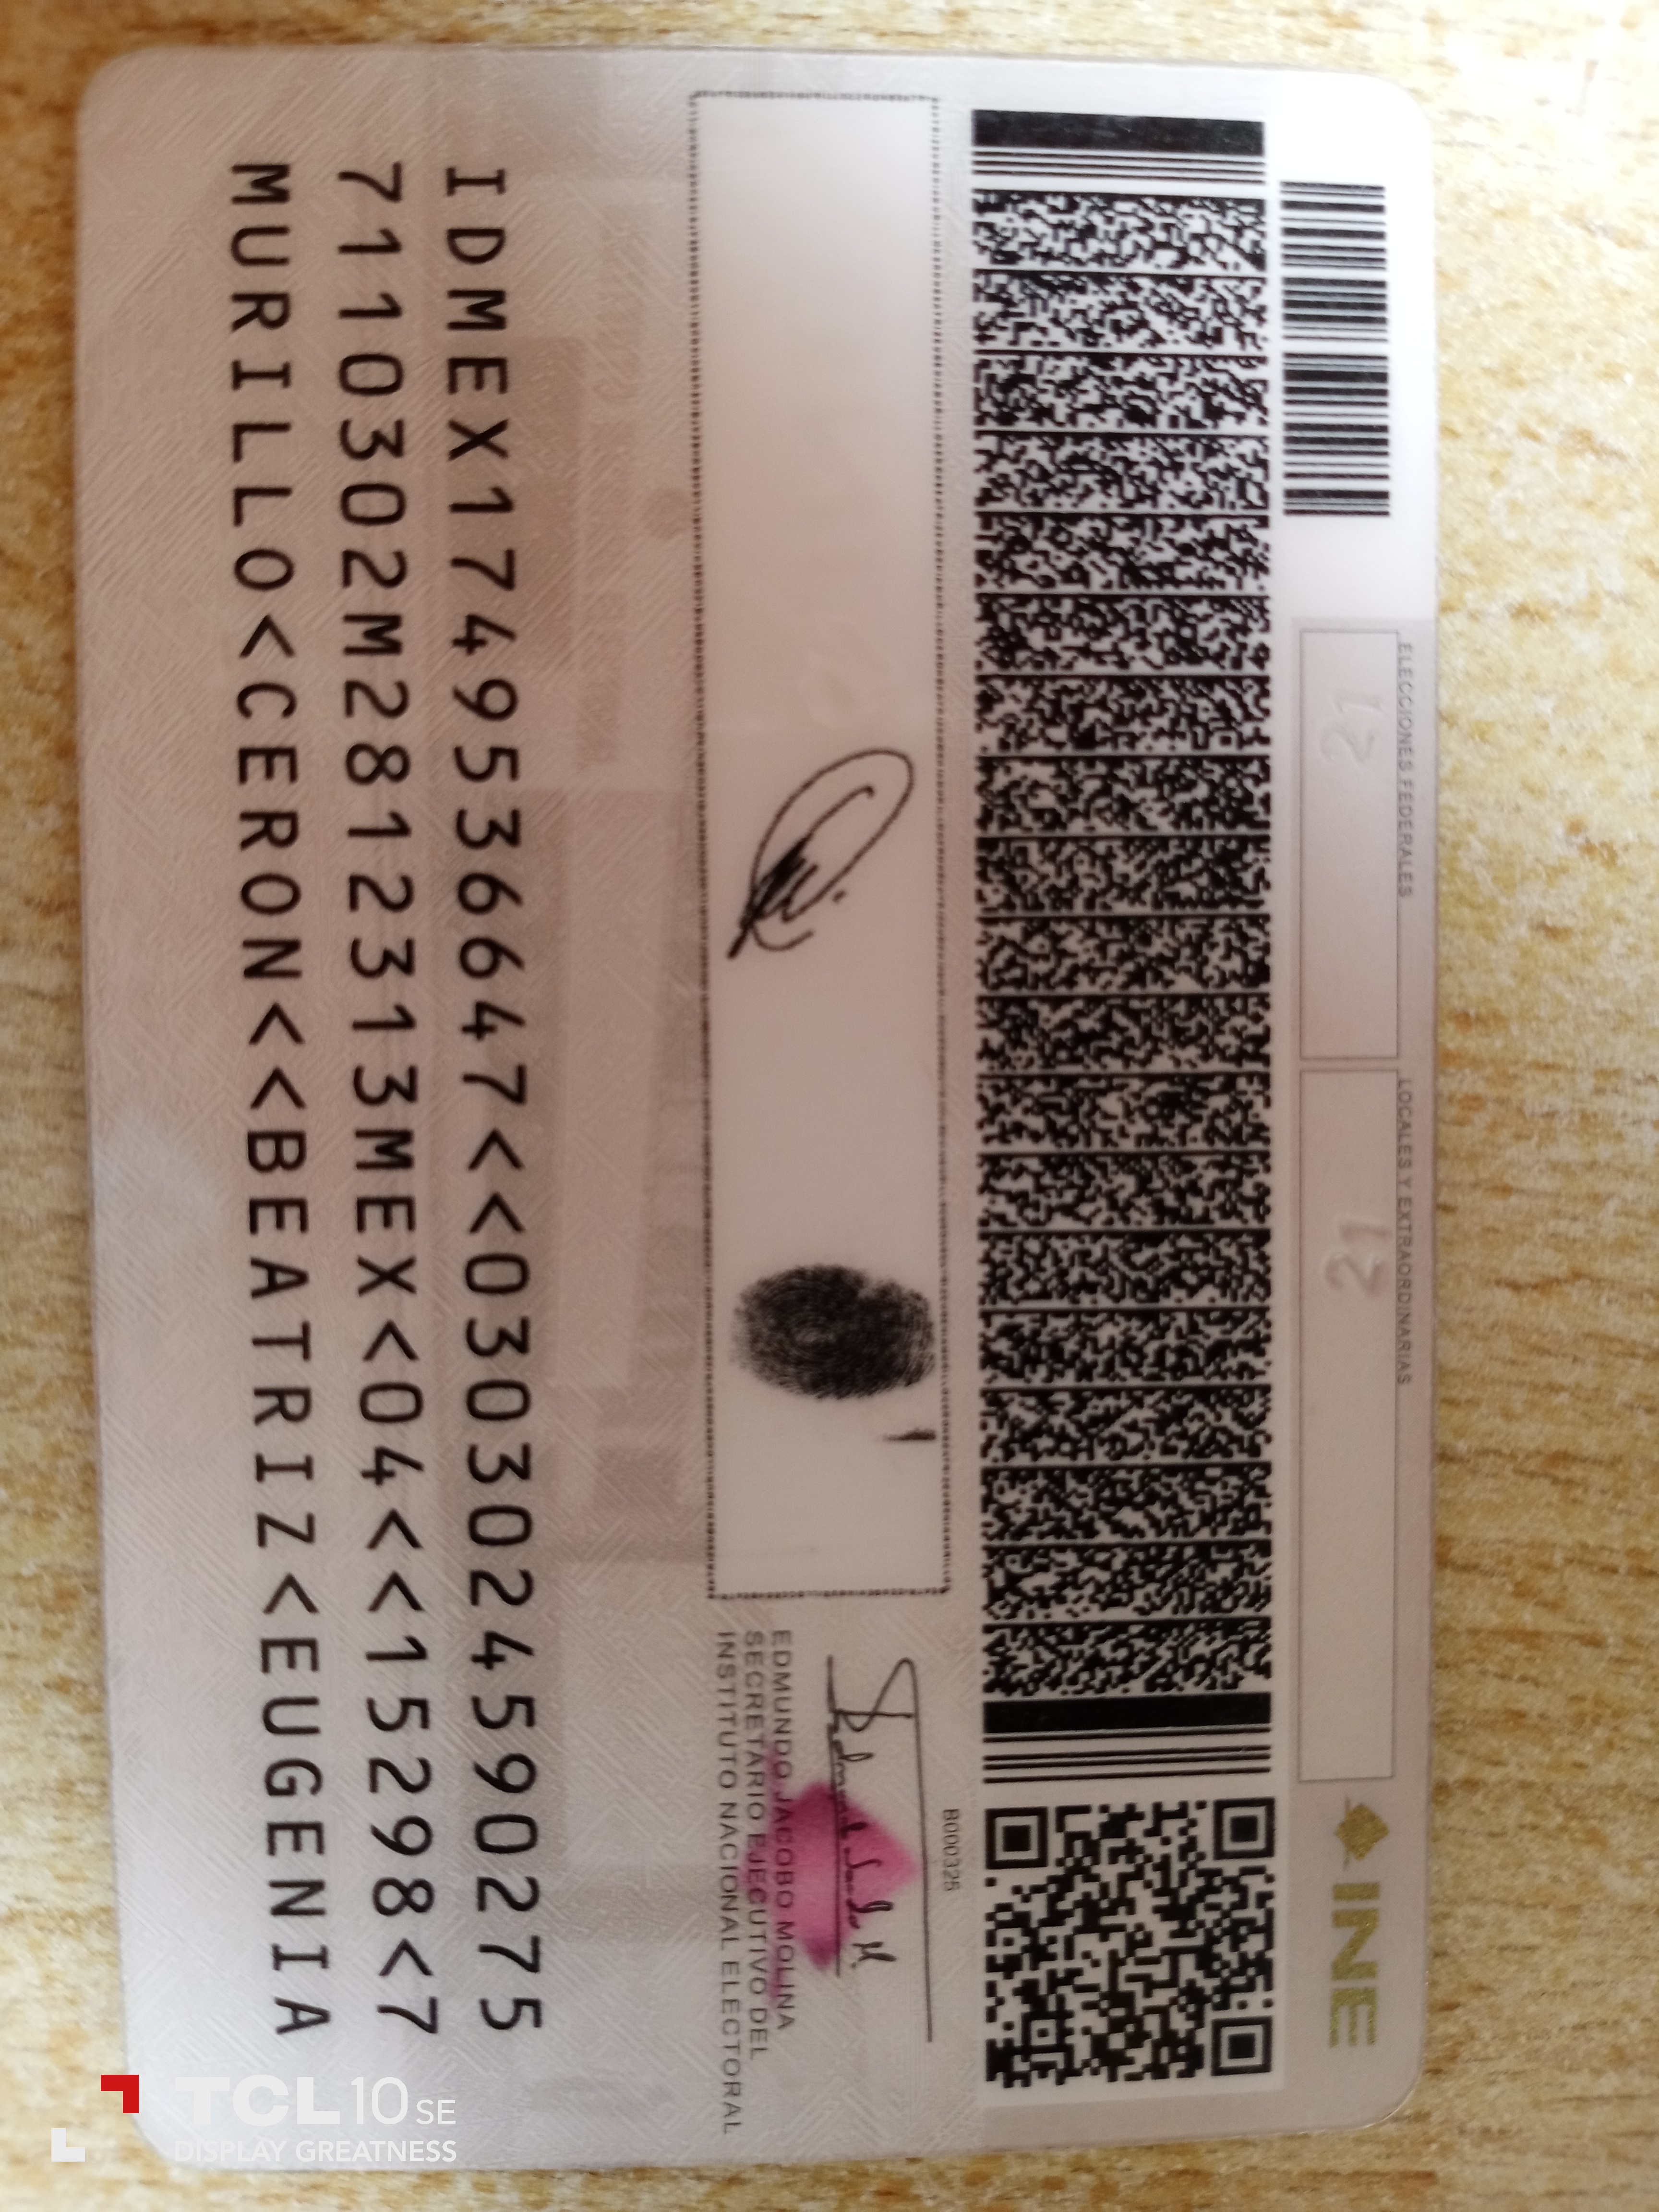 ELECCIONES FEDERALES
LOCALES Y EXTRAORDINARIAS
INE
21
21
B000325
EDMUNDO JACOBO MOLINA
SECRETARIO EJECUTIVO DEL
INSTITUTO NACIONAL ELECTORAL
IDMEX1749536647<<0303024590275
7110302M2812313MEX<04<<15298<7
MURILLO<CERON<<BEATRIZ<EUGENIA
TCL 10 SE
DISPLAY GREATNESS